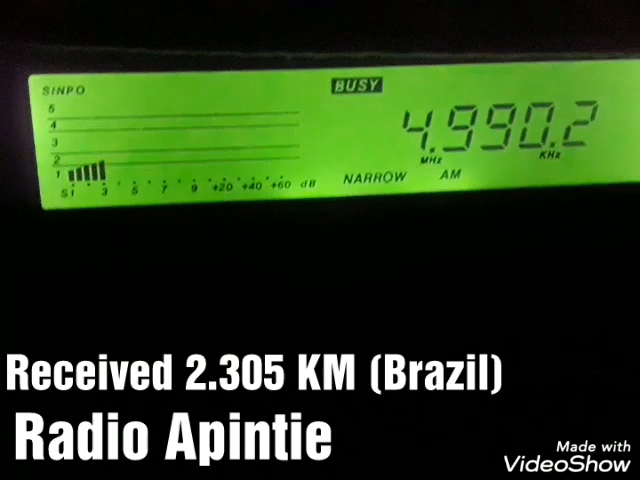 SINPO
BUSY
5
4
3
2
1
4.990.2
MHz
KHz
S1 3 5 7 9 +20 +40 +60 dB
NARROW AM
Received 2.305 KM (Brazil)
Radio Apintie
Made with
VideoShow